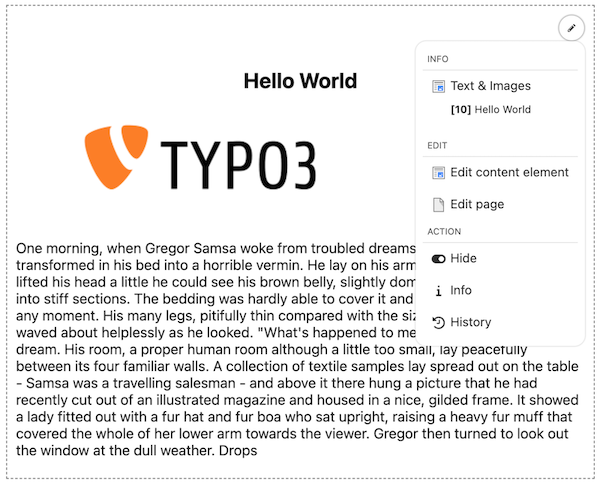 INFO
Hello World
Text & Images
[10] Hello World
TYPO3
EDIT
Edit content element
Edit page
ACTION
One morning, when Gregor Samsa woke from troubled dreams
Hide
transformed in his bed into a horrible vermin. He lay on his
lifted his head a little he could see his brown belly, slightly
into stiff sections. The bedding was hardly able to cover it and
Info
any moment. His many legs, pitifully thin compared with the
History
waved about helplessly as he looked. "What's happened to me
dream. His room, a proper human room although a little too small, lay peacefully
between its four familiar walls. A collection of textile samples lay spread out on the table
- Samsa was a travelling salesman - and above it there hung a picture that he had
recently cut out of an illustrated magazine and housed in a nice, gilded frame. It showed
a lady fitted out with a fur hat and fur boa who sat upright, raising a heavy fur muff that
covered the whole of her lower arm towards the viewer. Gregor then turned to look out
the window at the dull weather. Drops